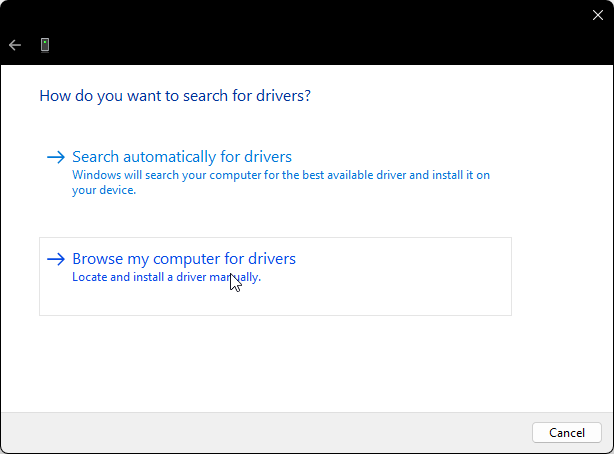 How do you want to search for drivers?
Search automatically for drivers
Windows will search your computer for the best available driver and install it on
your device.
Browse my computer for drivers
Locate and install a driver manually.
Cancel